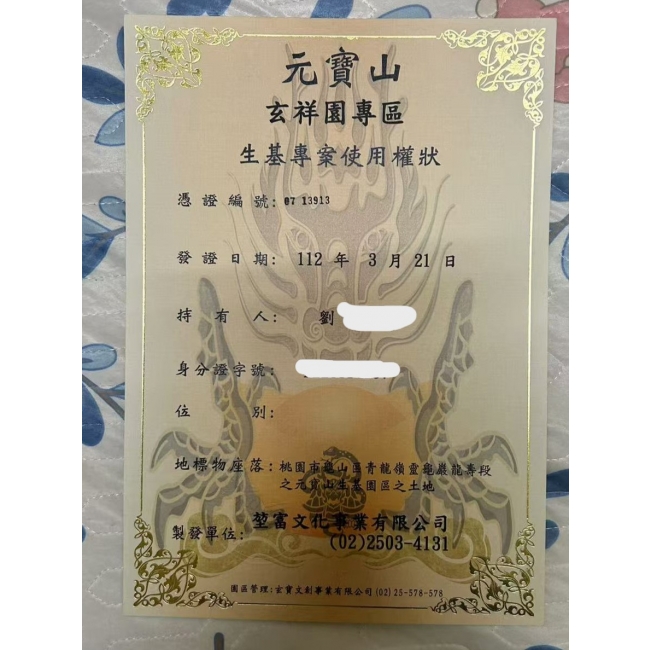 元寶山
玄祥園專區
生基專案使用權狀
憑證編號: 07 13913
發證日期: 112 年 3 月 21 日
持有人: 劉
身分證字號:
位別:
地標物座落: 桃園市龜山區青龍嶺靈龜巖龍專段
之元寶山生基園區之土地
製發單位: 堃富文化事業有限公司
(02)2503-4131
園區管理:玄寶文創事業有限公司(02)25-578-578